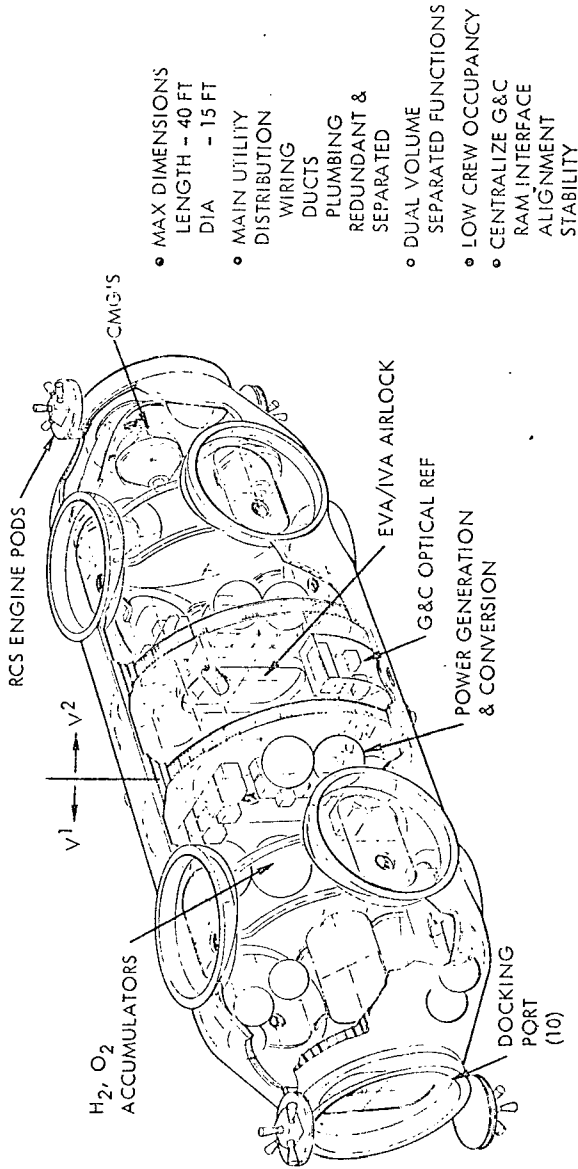 RCS ENGINE PODS
CMG'S
V¹ V²
H₂, O₂
ACCUMULATORS
EVA/IVA AIRLOCK
G&C OPTICAL REF
POWER GENERATION
& CONVERSION
DOCKING
PORT
(10)
• MAX DIMENSIONS
LENGTH - 40 FT
DIA - 15 FT
• MAIN UTILITY
DISTRIBUTION
WIRING
DUCTS
PLUMBING
REDUNDANT &
SEPARATED
• DUAL VOLUME
SEPARATED FUNCTIONS
• LOW CREW OCCUPANCY
• CENTRALIZE G&C
RAM INTERFACE
ALIGNMENT
STABILITY